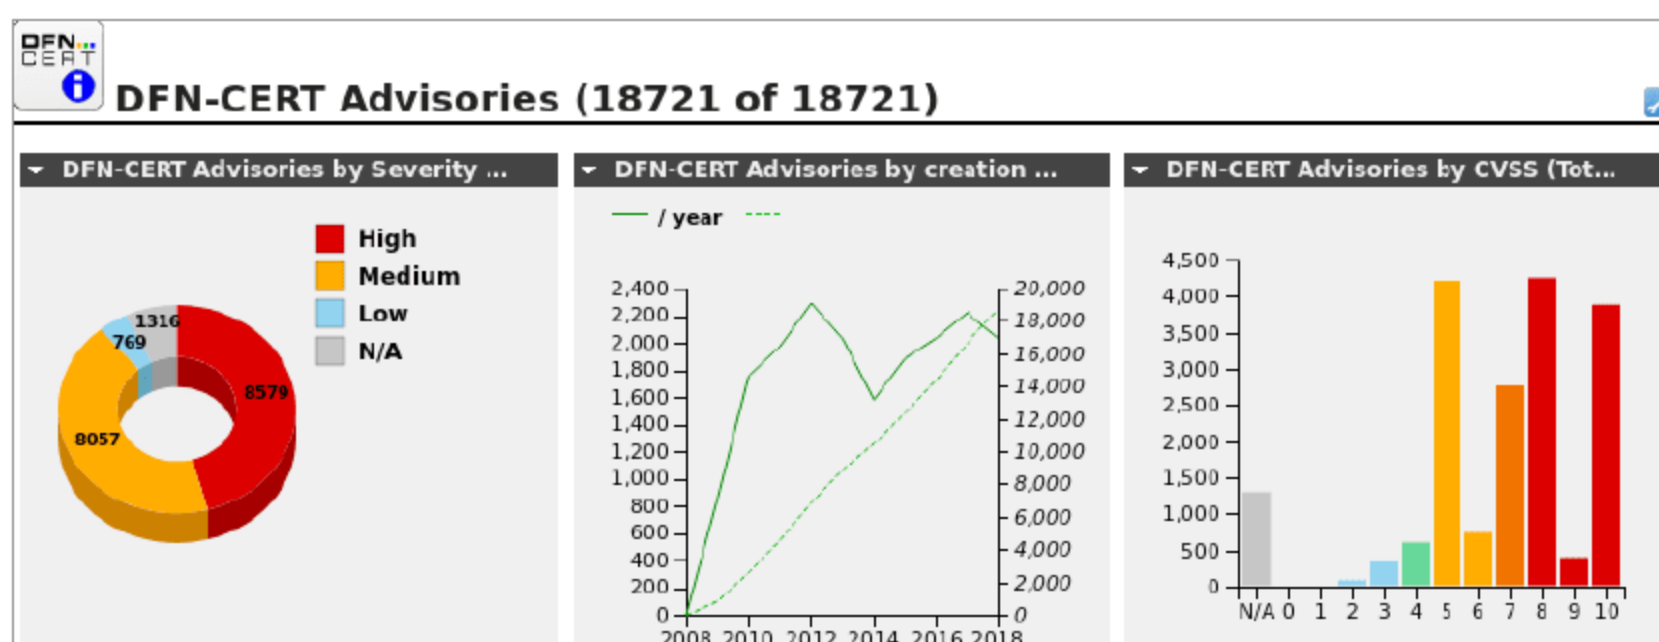 DFN...
CERT
i
DFN-CERT Advisories (18721 of 18721)
DFN-CERT Advisories by Severity ...
High
Medium
Low
N/A
1316
769
8579
8057
DFN-CERT Advisories by creation ...
/ year
2,400
2,200
2.000
1,800
1,600
1,400
1,200
1,000
800
600
400
200
0
20,000
18,000
16,000
14,000
12,000
10,000
8,000
6,000
4,000
2,000
0
2008 2010 2012 2014 2016 2018
DFN-CERT Advisories by CVSS (Tot...
4,500
4,000
3,500
3,000
2,500
2,000
1,500
1,000
500
0
N/A 0 1 2 3 4 5 6 7 8 9 10